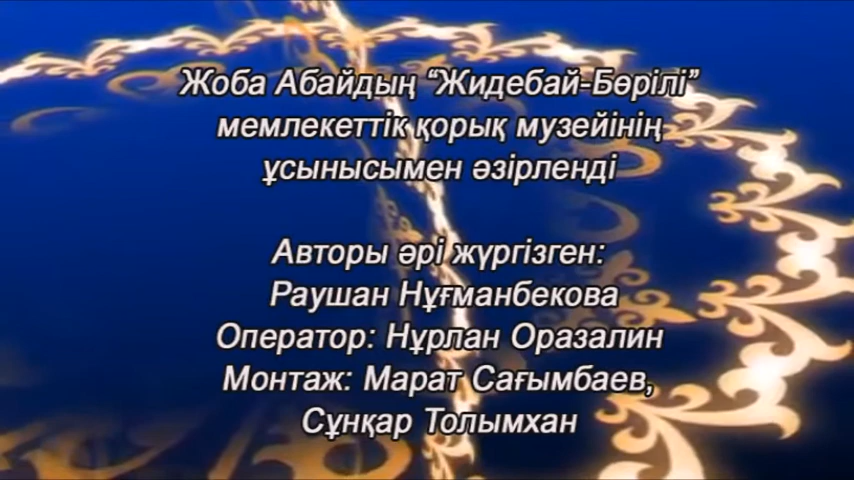 Жоба Абайдың “Жидебай-Бөрілі”
мемлекеттік қорық музейінің
ұсынысымен әзірленді
Авторы әрі жүргізген:
Раушан Нұғманбекова
Оператор: Нұрлан Оразалин
Монтаж: Марат Сағымбаев,
Сұнқар Толымхан